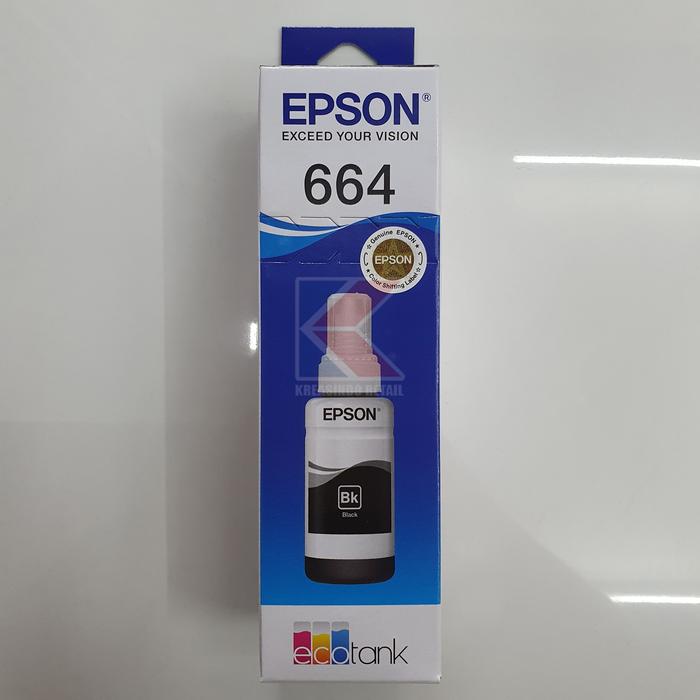 EPSON®
EXCEED YOUR VISION
664
Genuine EPSON
EPSON
Color Shifting Label
KREASINDO RETAIL
EPSON®
Bk
Black
ecotank